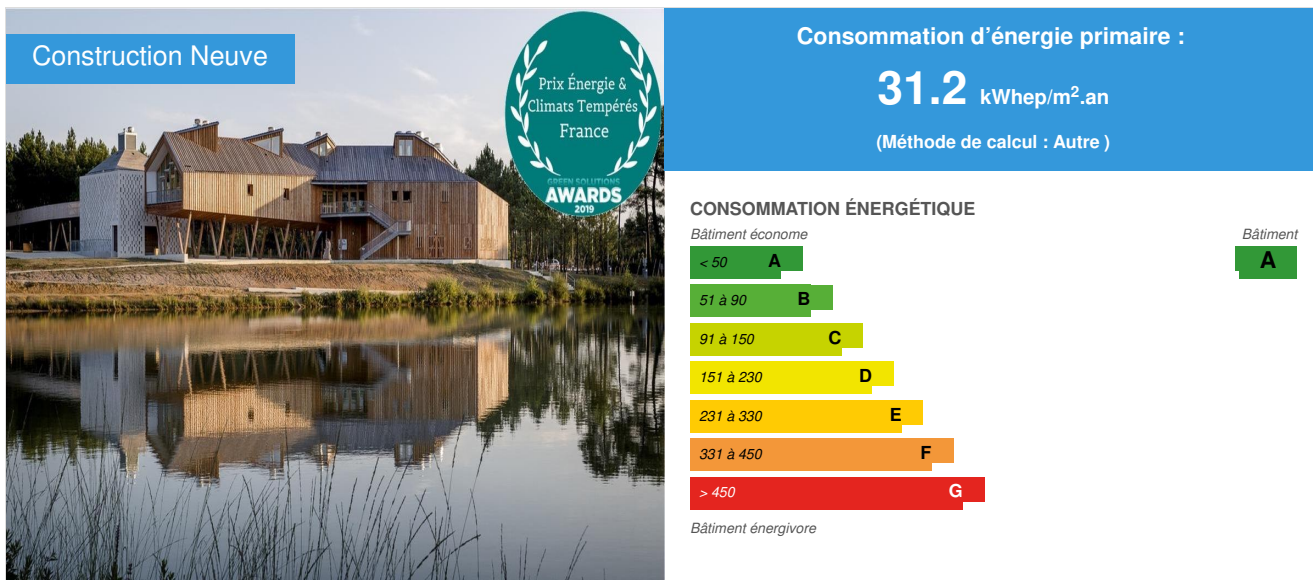 Construction Neuve
Prix Énergie &
Climats Tempérés
France
GREEN SOLUTIONS
AWARDS
2019
Consommation d'énergie primaire :
31.2 kWhep/m².an
(Méthode de calcul : Autre )
CONSOMMATION ÉNERGÉTIQUE
Bâtiment économe
Bâtiment
< 50 A
A
51 à 90 B
91 à 150 C
151 à 230 D
231 à 330 E
331 à 450 F
> 450 G
Bâtiment énergivore